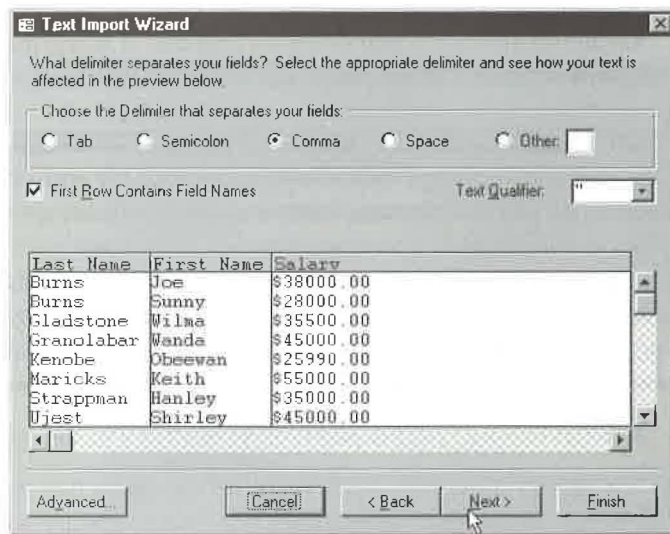 Text Import Wizard
What delimiter separates your fields? Select the appropriate delimiter and see how your text is
affected in the preview below.
Choose the Delimiter that separates your fields:
Tab Semicolon Comma Space Other:
First Row Contains Field Names Text Qualifier: "
Last Name First Name Salary
Burns Joe $38000.00
Burns Sunny $28000.00
Gladstone Wilma $35500.00
Granolabar Wanda $45000.00
Kenobe Obeewan $25990.00
Maricks Keith $55000.00
Strappman Hanley $35000.00
Ujest Shirley $45000.00
Advanced... Cancel < Back Next > Finish